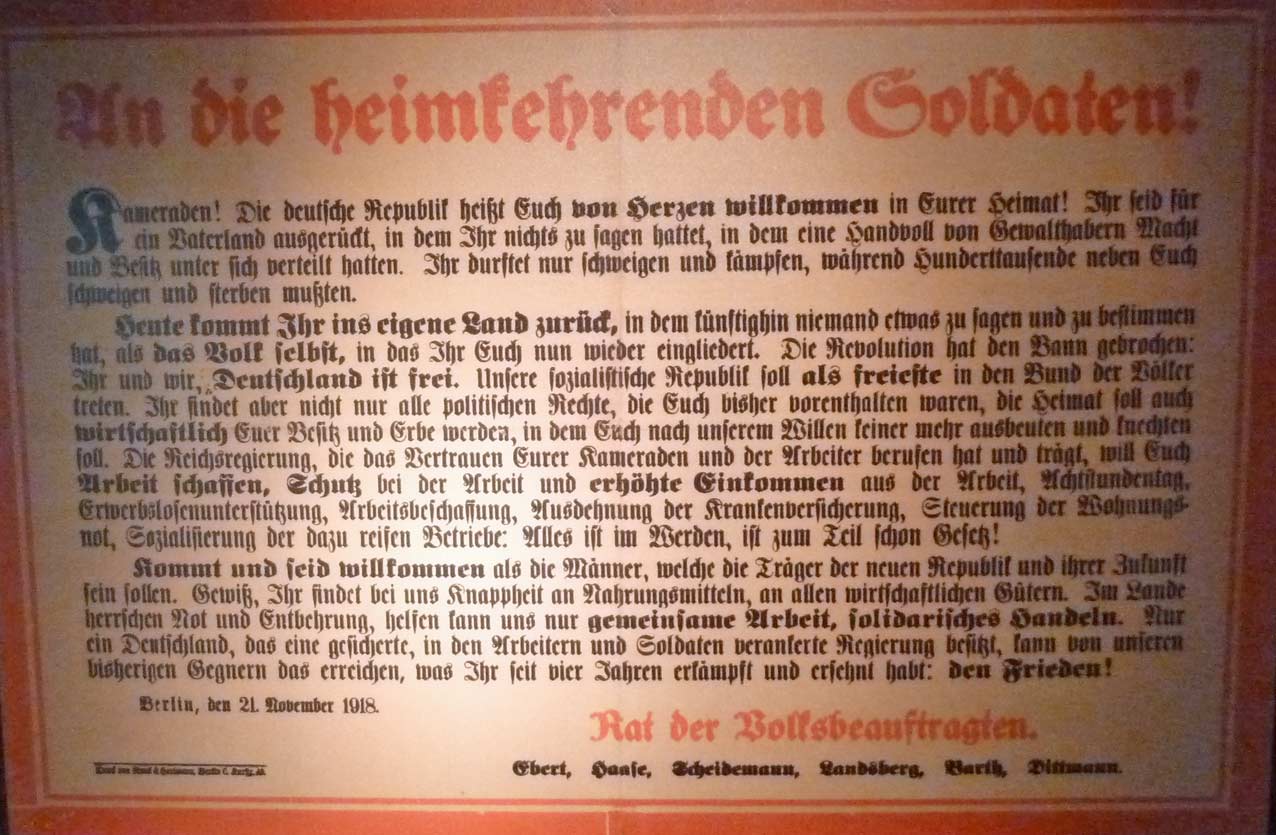 An die heimkehrenden Soldaten!
Kameraden! Die deutsche Republik heißt Euch von Herzen willkommen in Eurer Heimat! Ihr seid für
ein Vaterland ausgerückt, in dem Ihr nichts zu sagen hattet, in dem eine Handvoll von Gewalthabern Macht
und Besitz unter sich verteilt hatten. Ihr durftet nur schweigen und kämpfen, während Hunderttausende neben Euch
schweigen und sterben mußten.
Heute kommt Ihr ins eigene Land zurück, in dem künftighin niemand etwas zu sagen und zu bestimmen
hat, als das Volk selbst, in das Ihr Euch nun wieder eingliedert. Die Revolution hat den Bann gebrochen:
Ihr und wir, Deutschland ist frei. Unsere sozialistische Republik soll als freieste in den Bund der Völker
treten. Ihr findet aber nicht nur alle politischen Rechte, die Euch bisher vorenthalten waren, die Heimat soll auch
wirtschaftlich Euer Besitz und Erbe werden, in dem Euch nach unserem Willen keiner mehr ausbeuten und knechten
soll. Die Reichsregierung, die das Vertrauen Eurer Kameraden und der Arbeiter berufen hat und trägt, will Euch
Arbeit schaffen, Schutz bei der Arbeit und erhöhte Einkommen aus der Arbeit, Achtstundentag,
Erwerbslosenunterstützung, Arbeitsbeschaffung, Ausdehnung der Krankenversicherung, Steuerung der Wohnungs-
not, Sozialisierung der dazu reifen Betriebe: Alles ist im Werden, ist zum Teil schon Gesetz!
Kommt und seid willkommen als die Männer, welche die Träger der neuen Republik und ihrer Zukunft
sein sollen. Gewiß, Ihr findet bei uns Knappheit an Nahrungsmitteln, an allen wirtschaftlichen Gütern. Im Lande
herrschen Not und Entbehrung, helfen kann uns nur gemeinsame Arbeit, solidarisches Handeln. Nur
ein Deutschland, das eine gesicherte, in den Arbeitern und Soldaten verankerte Regierung besitzt, kann von unseren
bisherigen Gegnern das erreichen, was Ihr seit vier Jahren erkämpft und ersehnt habt: den Frieden!
Berlin, den 21. November 1918.
Rat der Volksbeauftragten.
Ebert, Haase, Scheidemann, Landsberg, Barth, Dittmann.